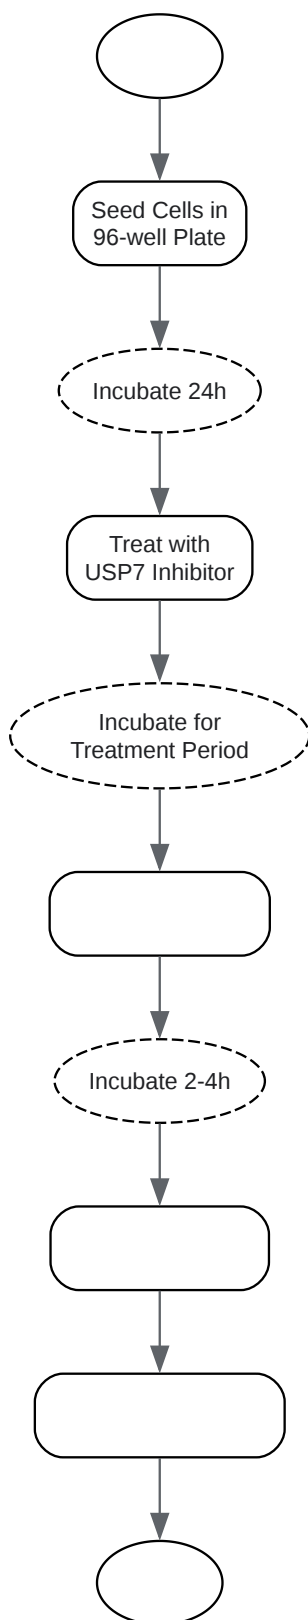 Seed Cells in
96-well Plate
Incubate 24h
Treat with
USP7 Inhibitor
Incubate for
Treatment Period
Incubate 2-4h